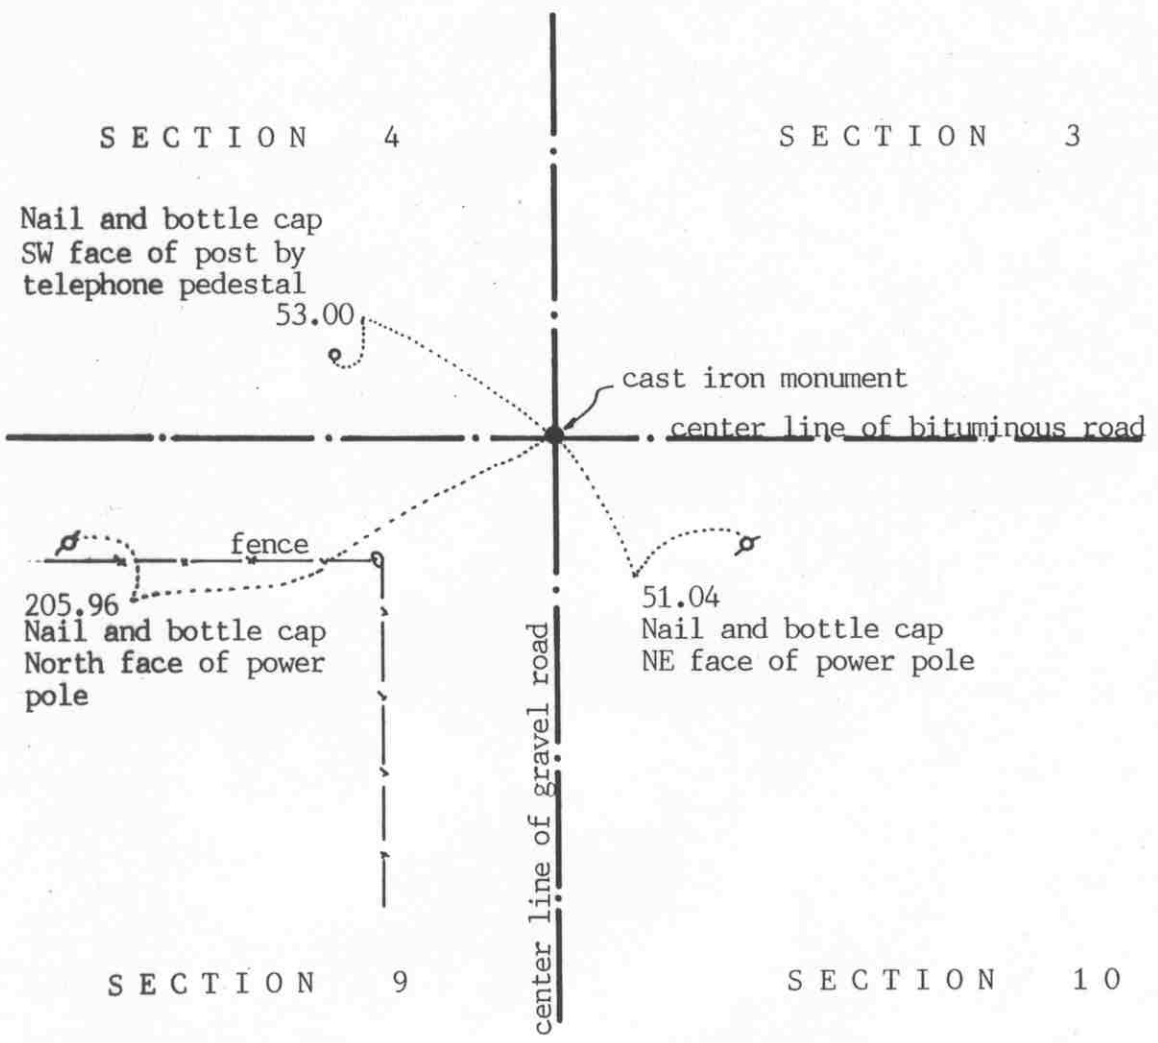 SECTION 4
SECTION 3
Nail and bottle cap
SW face of post by
telephone pedestal
53.00
cast iron monument
center line of bituminous road
fence
205.96
Nail and bottle cap
North face of power
pole
51.04
Nail and bottle cap
NE face of power pole
center line of gravel road
SECTION 9
SECTION 10